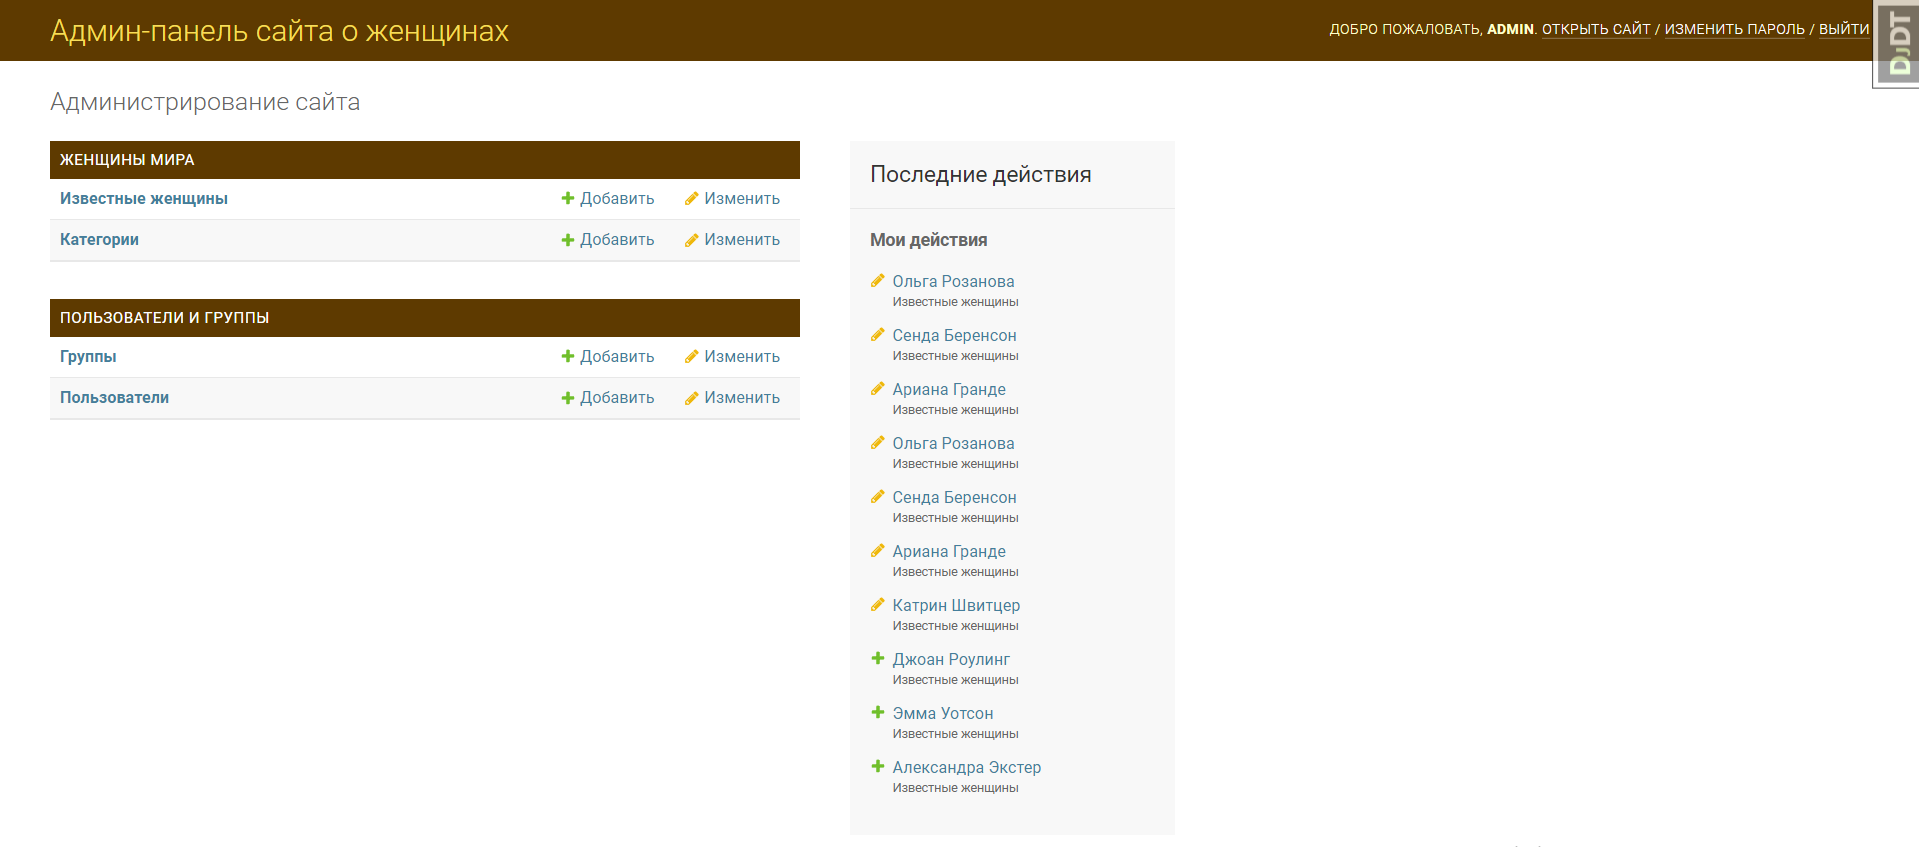 Админ-панель сайта о женщинах
ДОБРО ПОЖАЛОВАТЬ, ADMIN. ОТКРЫТЬ САЙТ / ИЗМЕНИТЬ ПАРОЛЬ / ВЫЙТИ
DJDT
Администрирование сайта
ЖЕНЩИНЫ МИРА
Известные женщины Добавить Изменить
Категории Добавить Изменить
ПОЛЬЗОВАТЕЛИ И ГРУППЫ
Группы Добавить Изменить
Пользователи Добавить Изменить
Последние действия
Мои действия
Ольга Розанова
Известные женщины
Сенда Беренсон
Известные женщины
Ариана Гранде
Известные женщины
Ольга Розанова
Известные женщины
Сенда Беренсон
Известные женщины
Ариана Гранде
Известные женщины
Катрин Швитцер
Известные женщины
Джоан Роулинг
Известные женщины
Эмма Уотсон
Известные женщины
Александра Экстер
Известные женщины